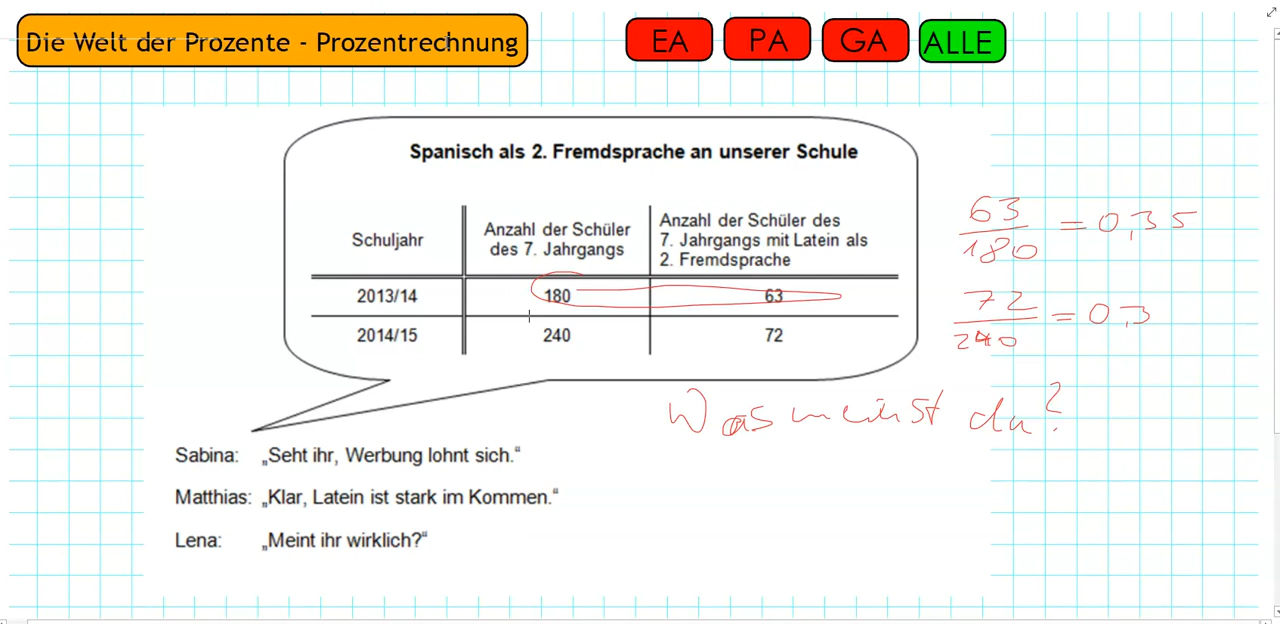 Die Welt der Prozente - Prozentrechnung
EA PA GA ALLE
Spanisch als 2. Fremdsprache an unserer Schule
Schuljahr
Anzahl der Schüler
des 7. Jahrgangs
Anzahl der Schüler des
7. Jahrgangs mit Latein als
2. Fremdsprache
2013/14 180 63
2014/15 240 72
63
180
= 0,35
72
240
= 0,3
Was meinst du?
Sabina: „Seht ihr, Werbung lohnt sich.“
Matthias: „Klar, Latein ist stark im Kommen.“
Lena: „Meint ihr wirklich?“